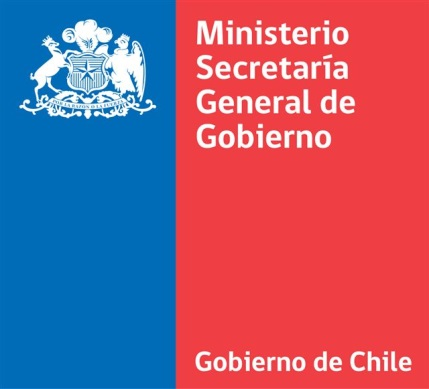 Ministerio
Secretaría
General de
Gobierno
Gobierno de Chile